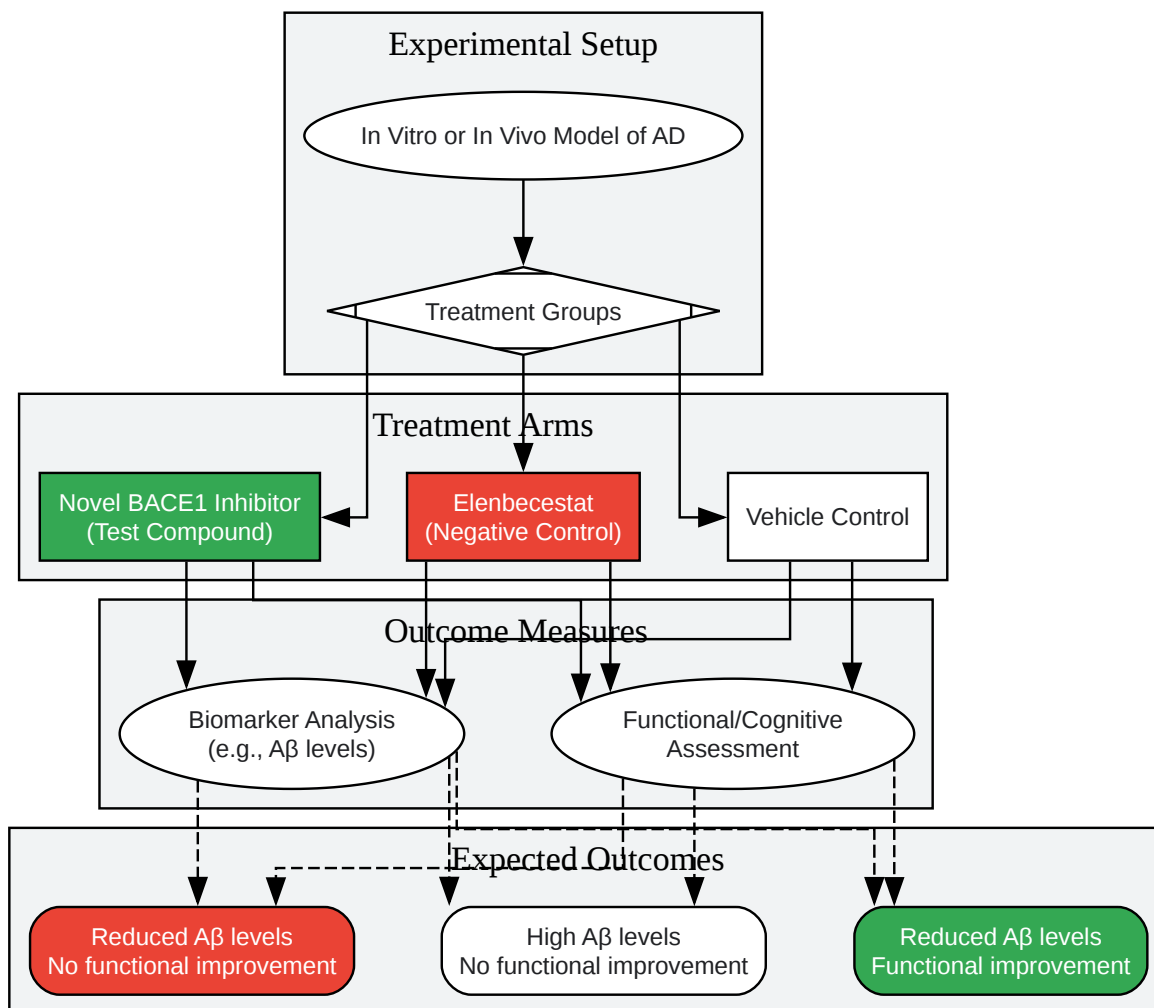 Experimental Setup
In Vitro or In Vivo Model of AD
Treatment Groups
Treatment Arms
Novel BACE1 Inhibitor
(Test Compound)
Elenbecestat
(Negative Control)
Vehicle Control
Outcome Measures
Biomarker Analysis
(e.g., Aβ levels)
Functional/Cognitive
Assessment
Expected Outcomes
Reduced Aβ levels
No functional improvement
High Aβ levels
No functional improvement
Reduced Aβ levels
Functional improvement